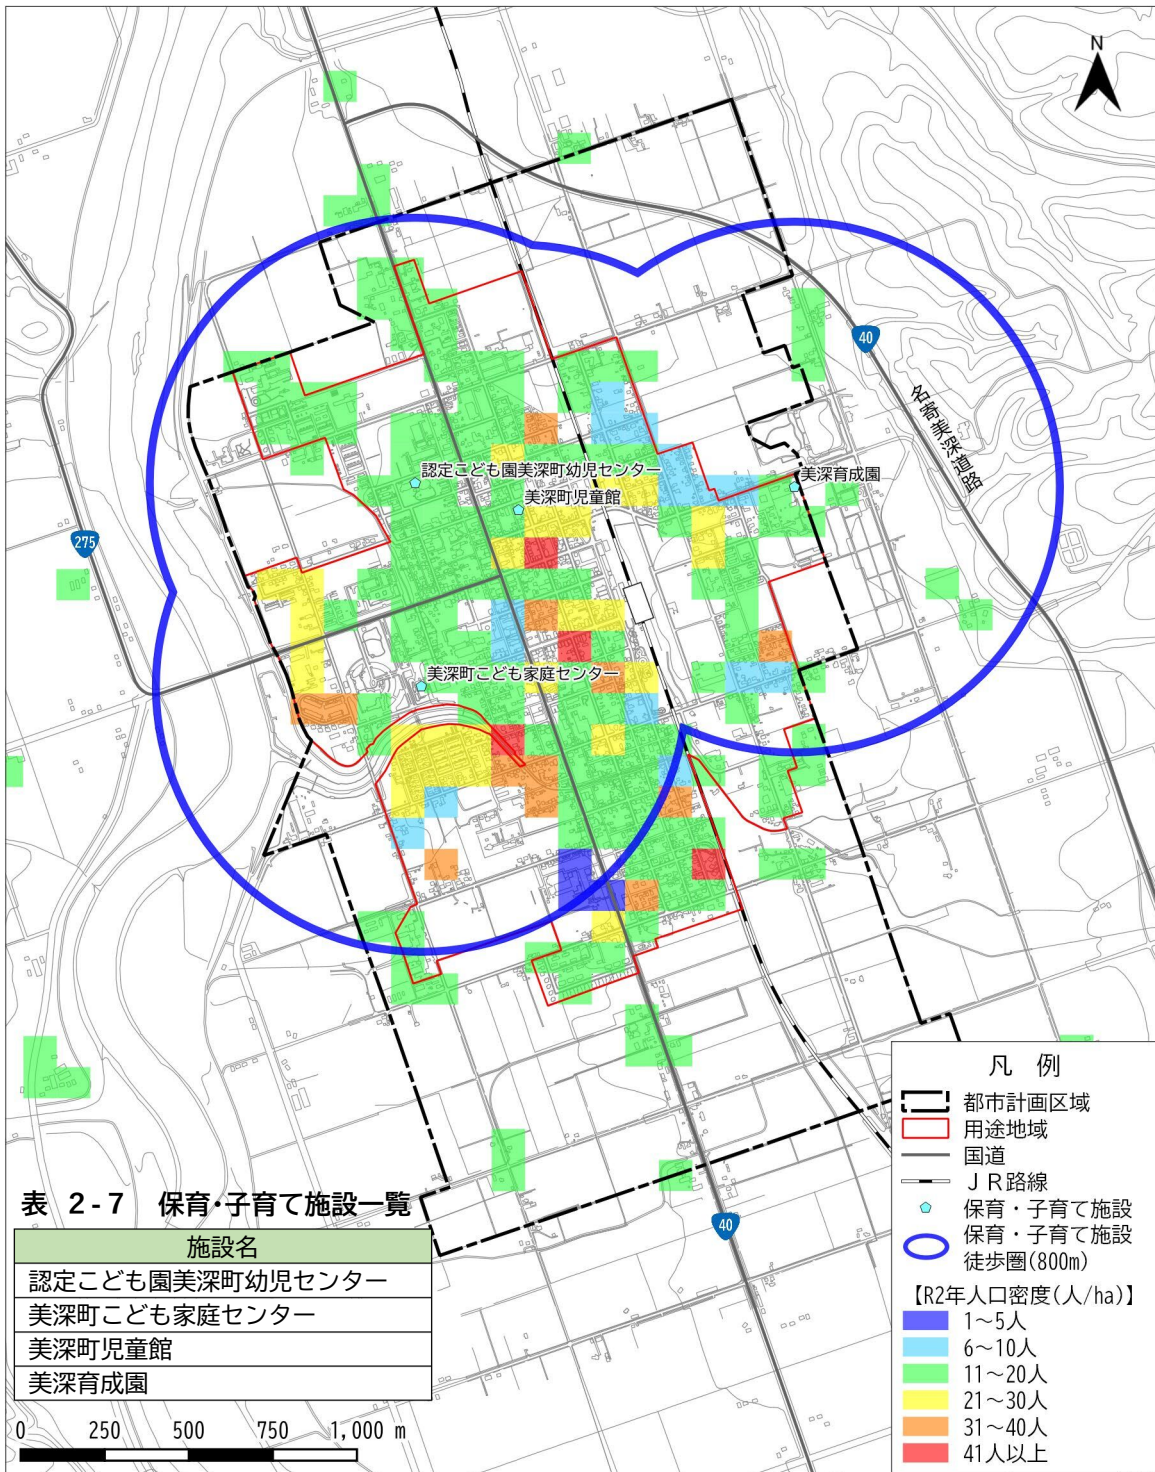 N
40
名寄美深道路
認定こども園美深町幼児センター
美深町児童館
美深育成園
275
美深町こども家庭センター
40
表 2-7 保育・子育て施設一覧
施設名
認定こども園美深町幼児センター
美深町こども家庭センター
美深町児童館
美深育成園
0 250 500 750 1,000 m
凡 例
都市計画区域
用途地域
国道
JR路線
保育・子育て施設
保育・子育て施設
徒歩圏(800m)
【R2年人口密度(人/ha)】
1～5人
6～10人
11～20人
21～30人
31～40人
41人以上